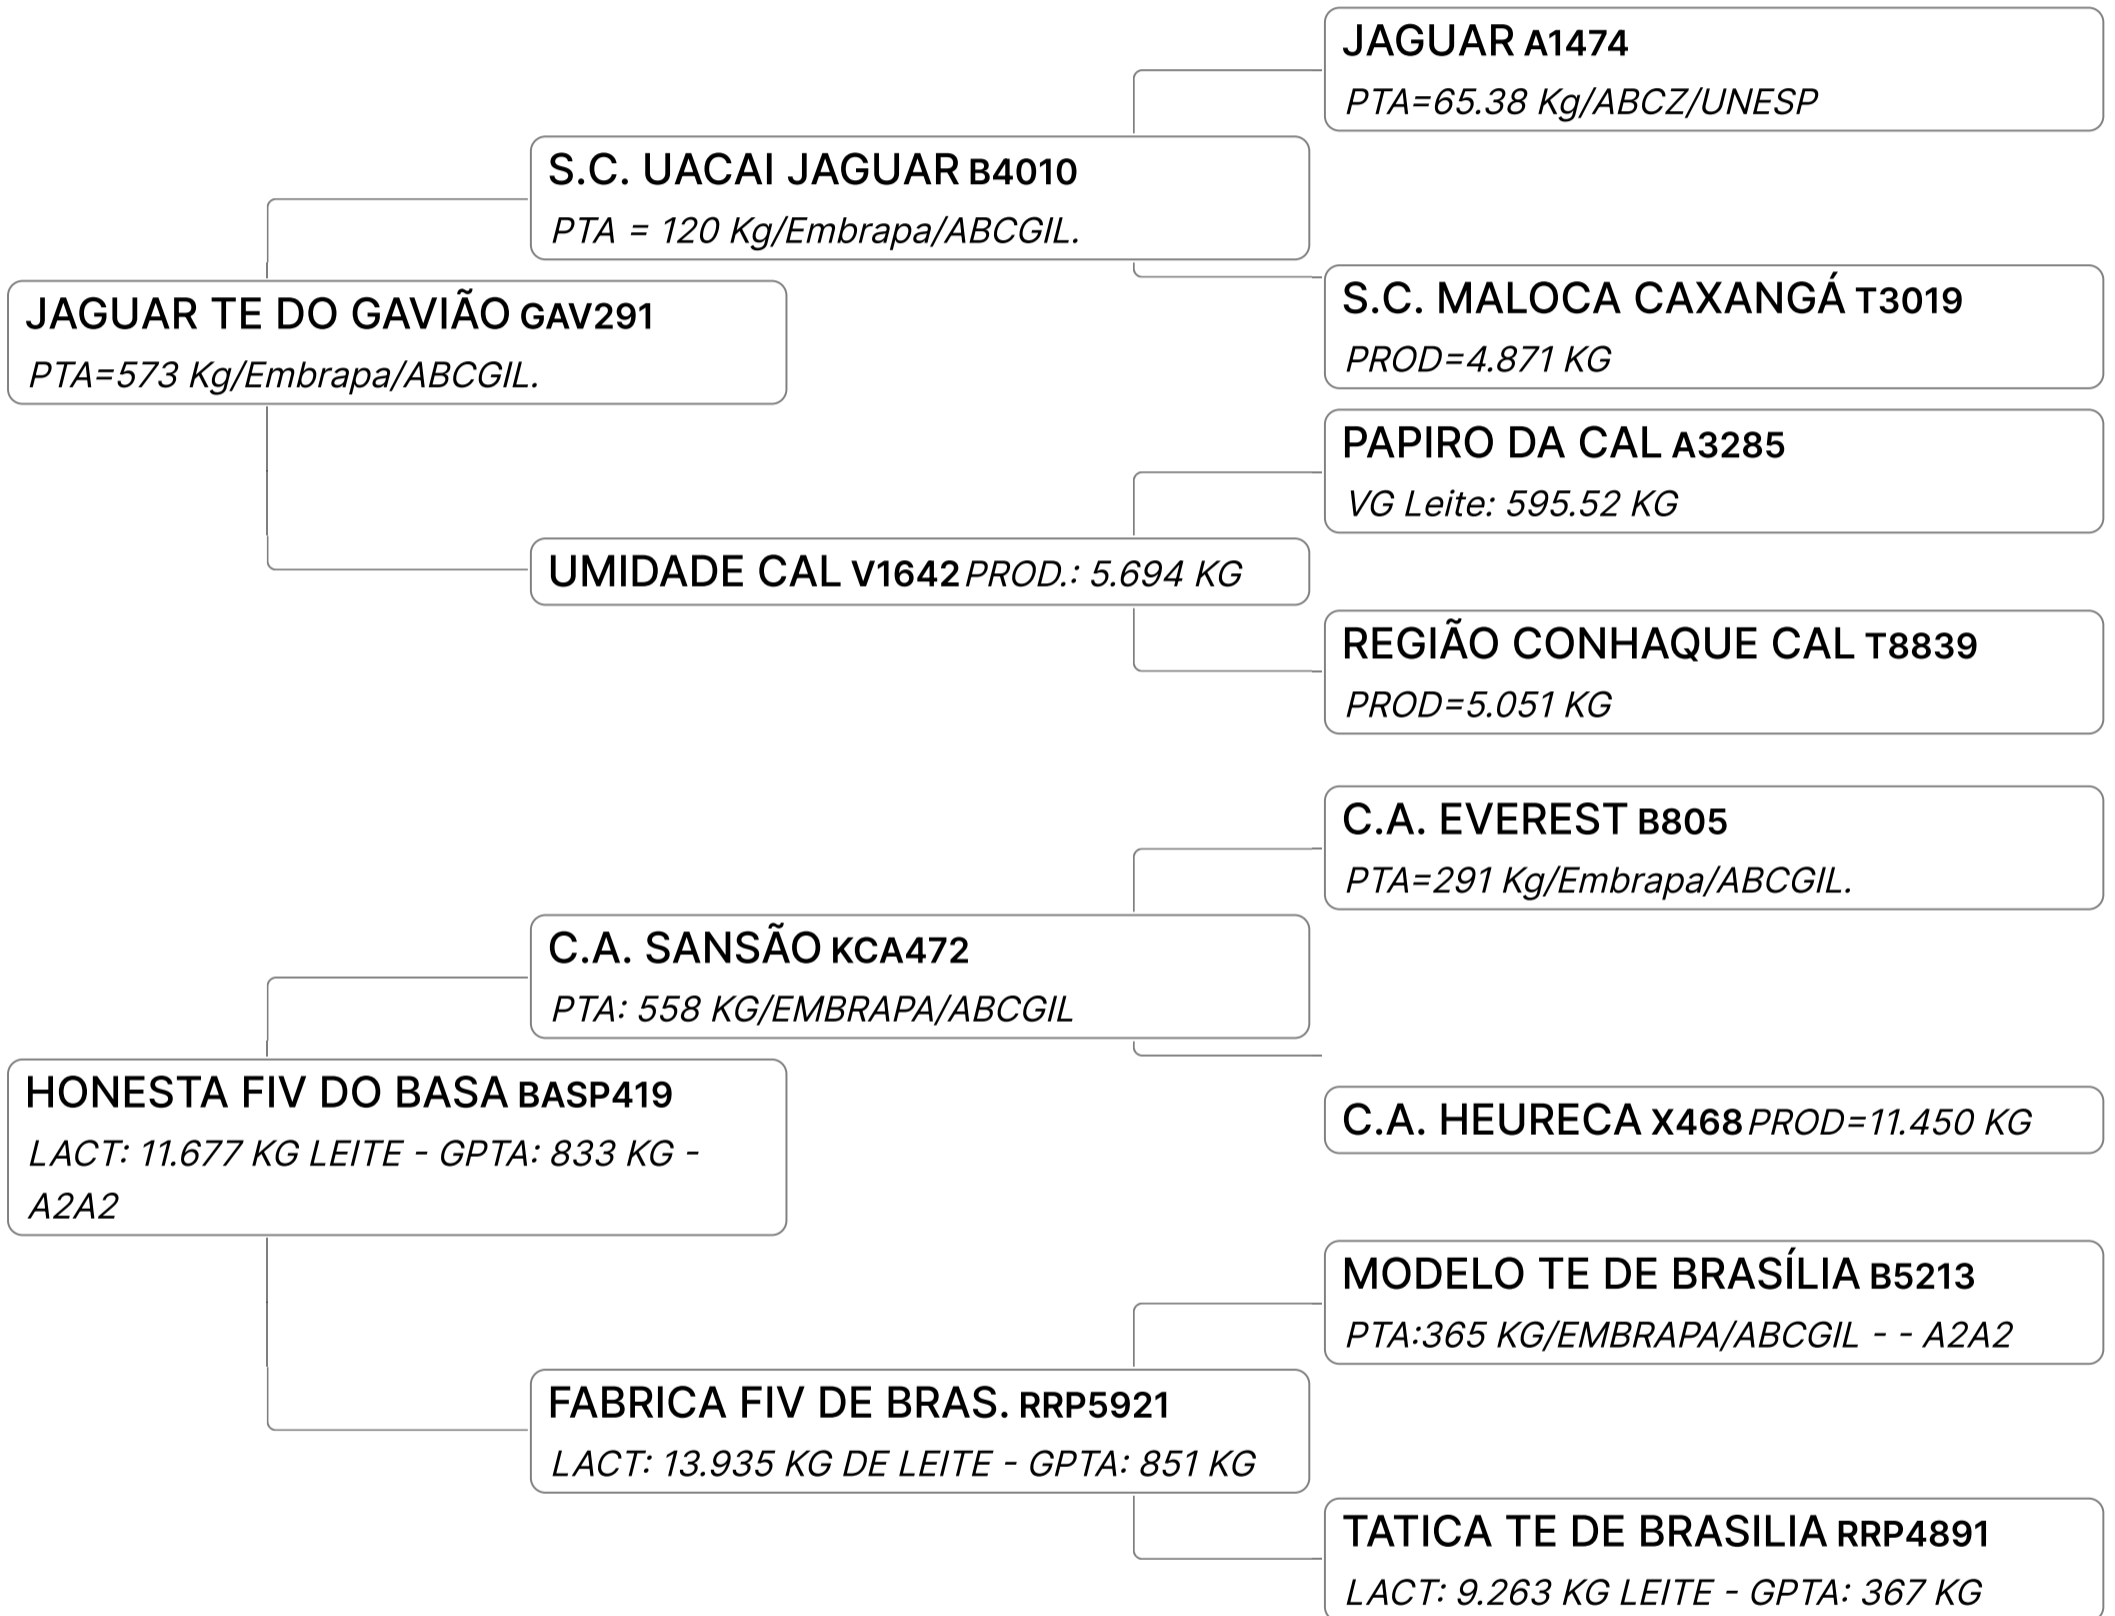 JAGUAR A1474
PTA=65.38 Kg/ABCZ/UNESP
S.C. UACAI JAGUAR B4010
PTA = 120 Kg/Embrapa/ABCGIL.
S.C. MALOCA CAXANGÁ T3019
PROD=4.871 KG
JAGUAR TE DO GAVIÃO GAV291
PTA=573 Kg/Embrapa/ABCGIL.
PAPIRO DA CAL A3285
VG Leite: 595.52 KG
UMIDADE CAL V1642 PROD.: 5.694 KG
REGIÃO CONHAQUE CAL T8839
PROD=5.051 KG
C.A. EVEREST B805
PTA=291 Kg/Embrapa/ABCGIL.
C.A. SANSÃO KCA472
PTA: 558 KG/EMBRAPA/ABCGIL
C.A. HEURECA X468 PROD=11.450 KG
HONESTA FIV DO BASA BASP419
LACT: 11.677 KG LEITE - GPTA: 833 KG -
A2A2
MODELO TE DE BRASÍLIA B5213
PTA:365 KG/EMBRAPA/ABCGIL - - A2A2
FABRICA FIV DE BRAS. RRP5921
LACT: 13.935 KG DE LEITE - GPTA: 851 KG
TATICA TE DE BRASILIA RRP4891
LACT: 9.263 KG LEITE - GPTA: 367 KG